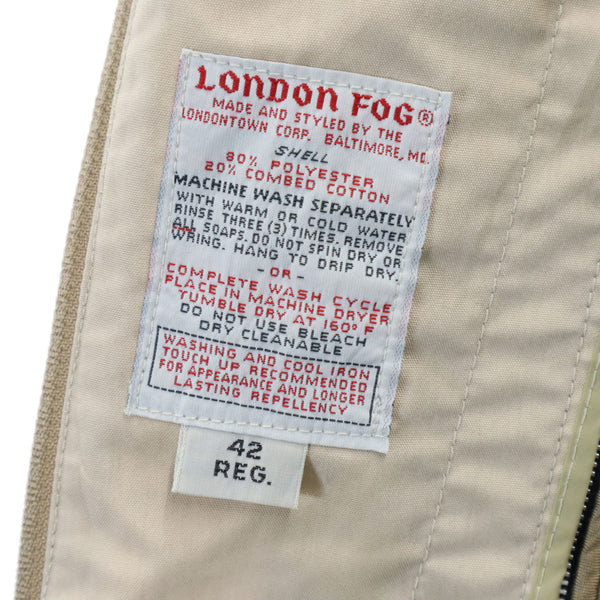 LONDON FOG®
MADE AND STYLED BY THE
LONDONTOWN CORP. BALTIMORE, MD.
SHELL
80% POLYESTER
20% COMBED COTTON
MACHINE WASH SEPARATELY
WITH WARM OR COLD WATER
RINSE THREE (3) TIMES. REMOVE
ALL SOAPS. DO NOT SPIN DRY OR
WRING. HANG TO DRIP DRY.
-OR-
COMPLETE WASH CYCLE
PLACE IN MACHINE DRYER
TUMBLE DRY AT 160° F
DO NOT USE BLEACH
DRY CLEANABLE
WASHING AND COOL IRON
TOUCH UP RECOMMENDED
FOR APPEARANCE AND LONGER
LASTING REPELLENCY
42
REG.